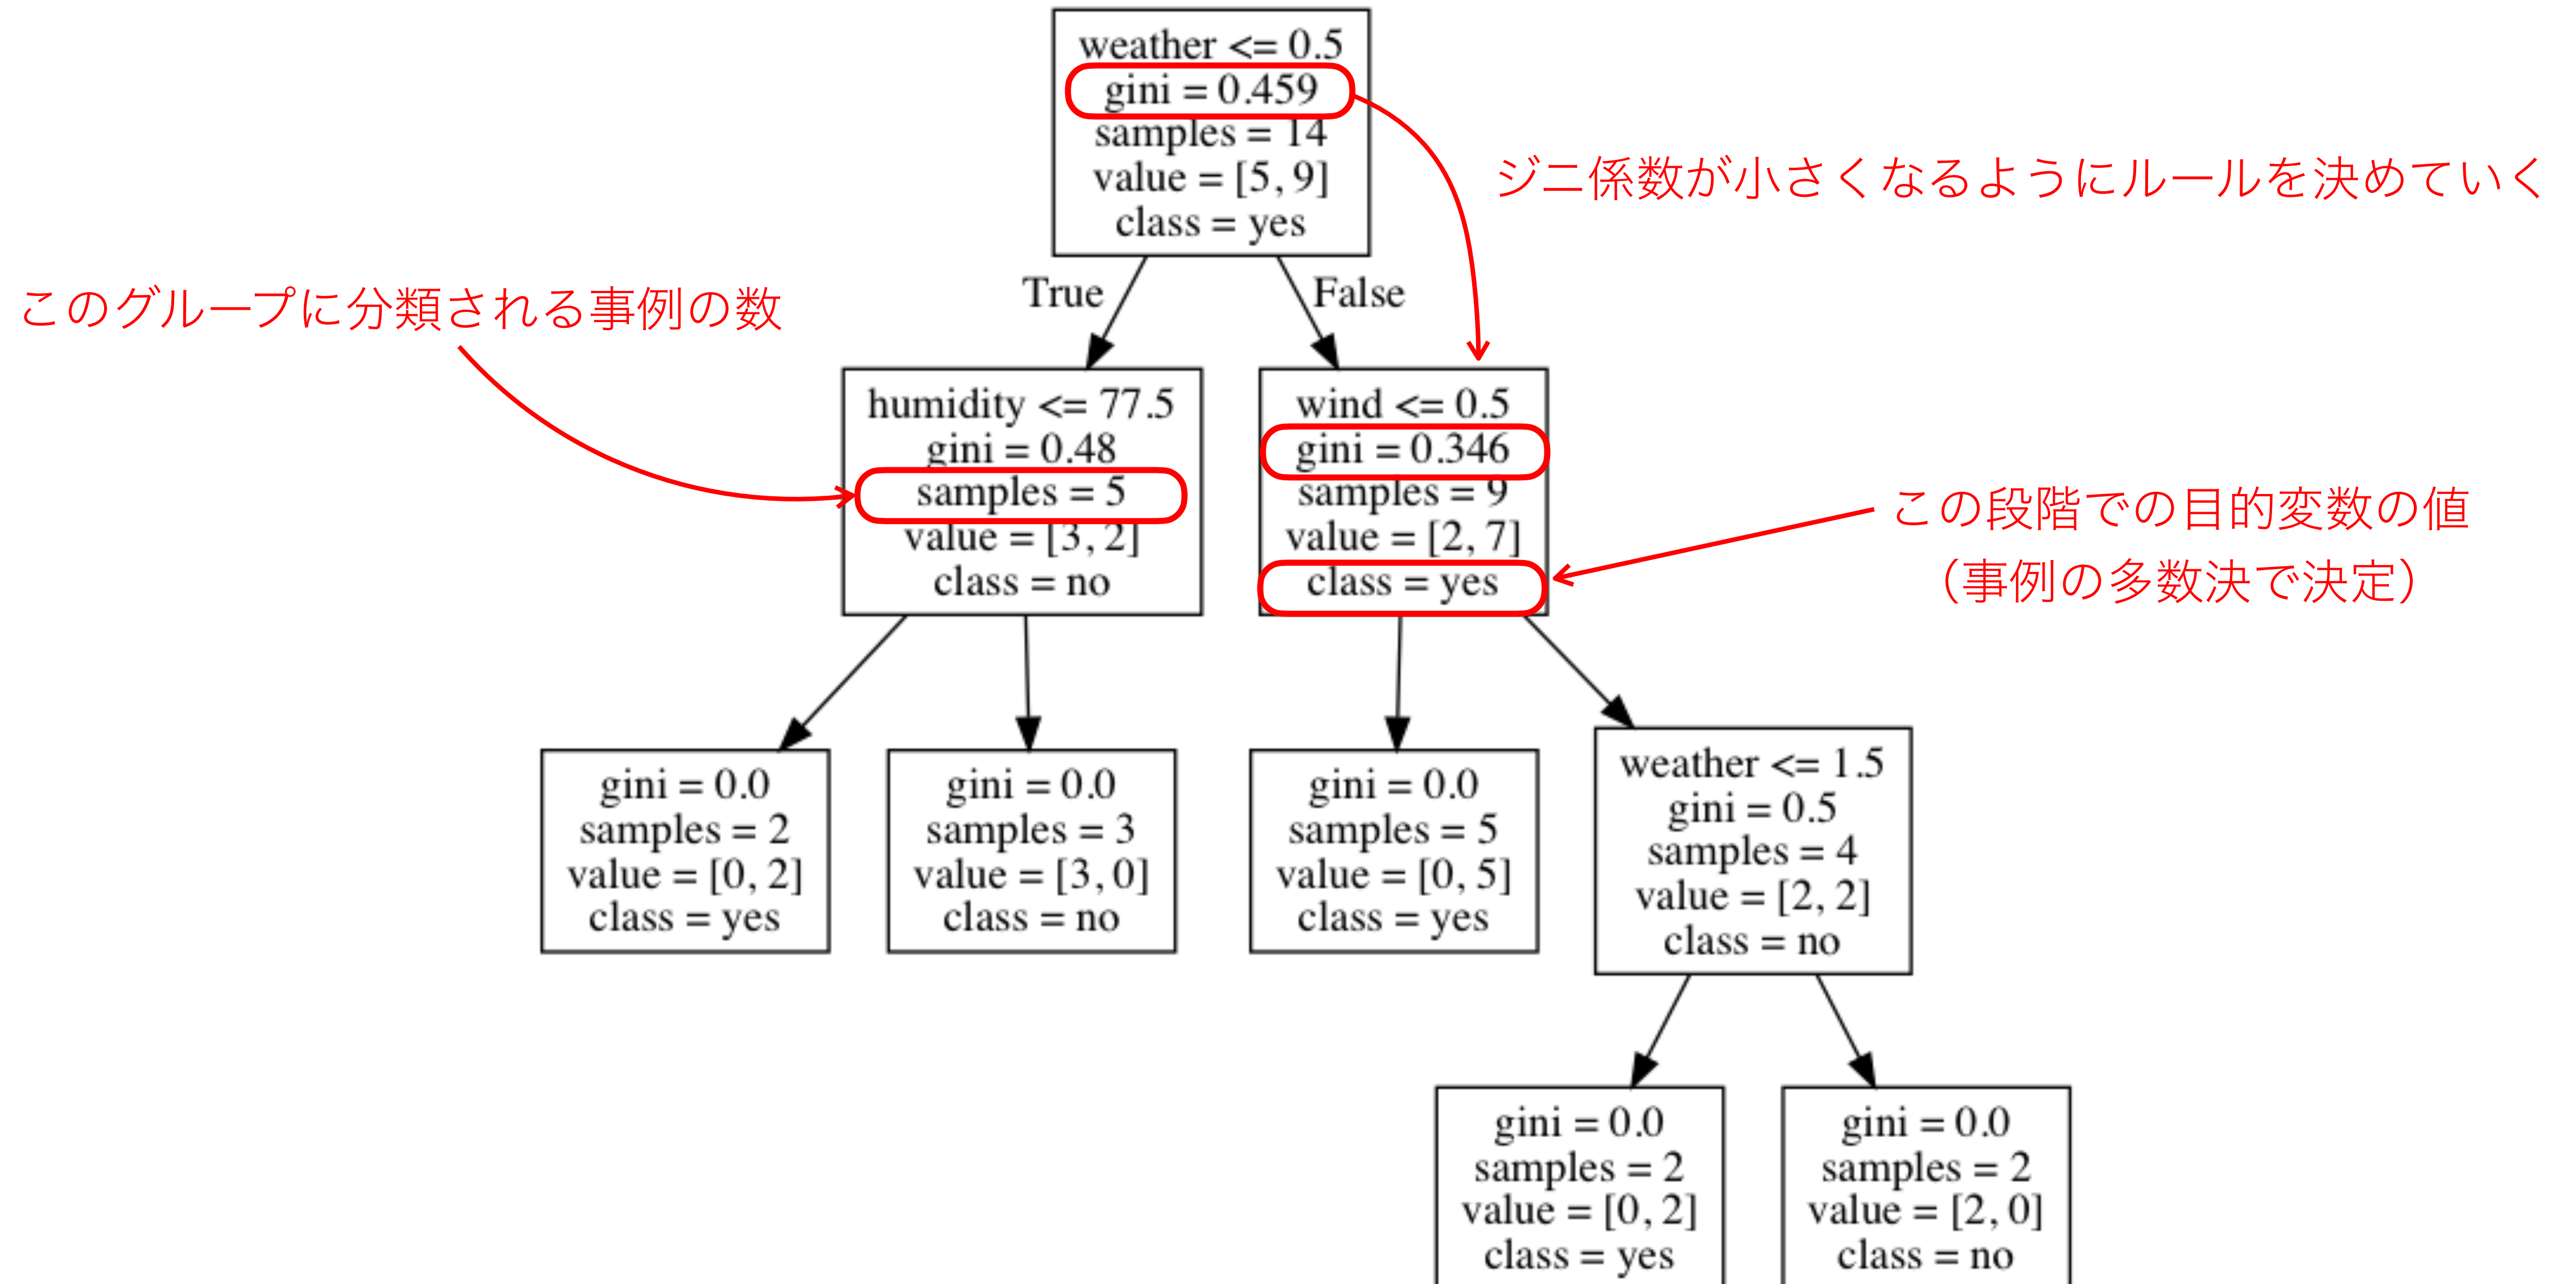 weather <= 0.5
gini = 0.459
samples = 14
value = [5, 9]
class = yes
ジニ係数が小さくなるようにルールを決めていく
True
False
このグループに分類される事例の数
humidity <= 77.5
gini = 0.48
samples = 5
value = [3, 2]
class = no
wind <= 0.5
gini = 0.346
samples = 9
value = [2, 7]
class = yes
この段階での目的変数の値
（事例の多数決で決定）
gini = 0.0
samples = 2
value = [0, 2]
class = yes
gini = 0.0
samples = 3
value = [3, 0]
class = no
gini = 0.0
samples = 5
value = [0, 5]
class = yes
weather <= 1.5
gini = 0.5
samples = 4
value = [2, 2]
class = no
gini = 0.0
samples = 2
value = [0, 2]
class = yes
gini = 0.0
samples = 2
value = [2, 0]
class = no